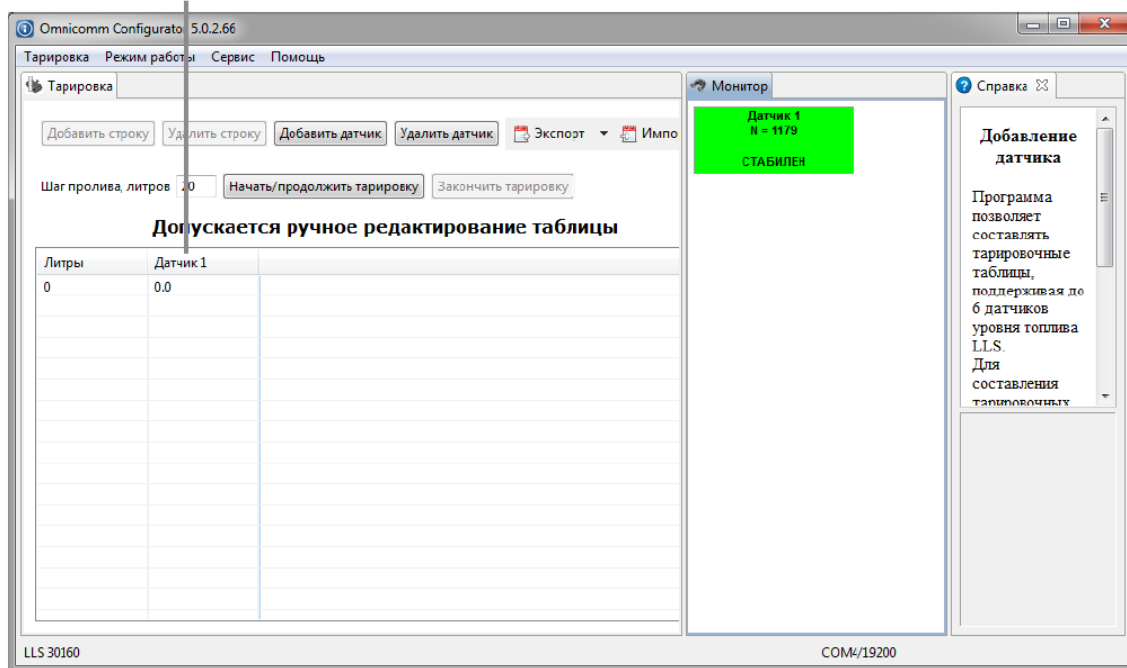 Omnicomm Configurator 5.0.2.66
Тарировка Режим работы Сервис Помощь
Тарировка
Добавить строку Удалить строку Добавить датчик Удалить датчик Экспорт Импо
Шаг пролива, литров 20 Начать/продолжить тарировку Закончить тарировку
Допускается ручное редактирование таблицы
Литры Датчик 1
0 0.0
Монитор
Датчик 1
N = 1179
СТАБИЛЕН
Справка
Добавление
датчика
Программа
позволяет
составлять
тарировочные
таблицы,
поддерживая до
6 датчиков
уровня топлива
LLS.
Для
составления
тарировочных
LLS 30160 COM4/19200